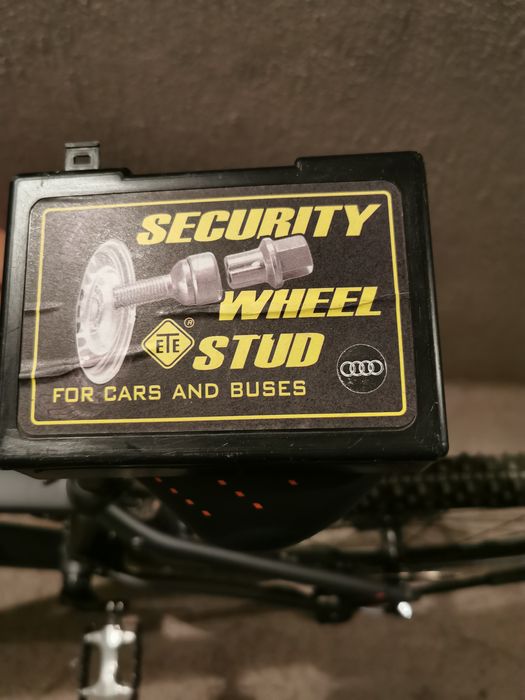 SECURITY
WHEEL
ETE ®
STUD
FOR CARS AND BUSES